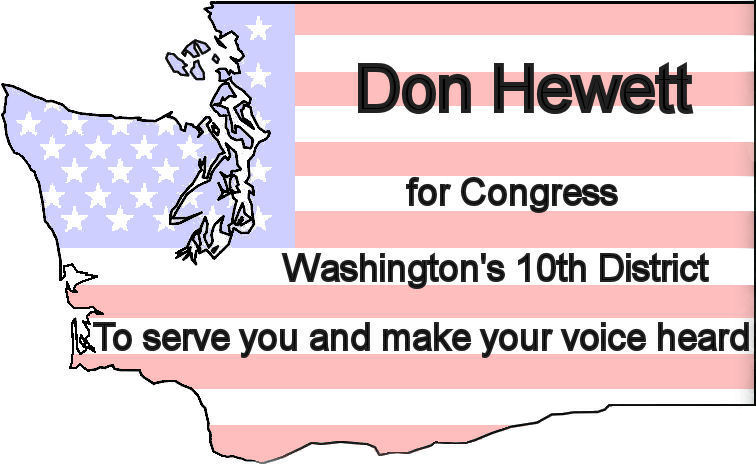 Don Hewett
for Congress
Washington's 10th District
To serve you and make your voice heard